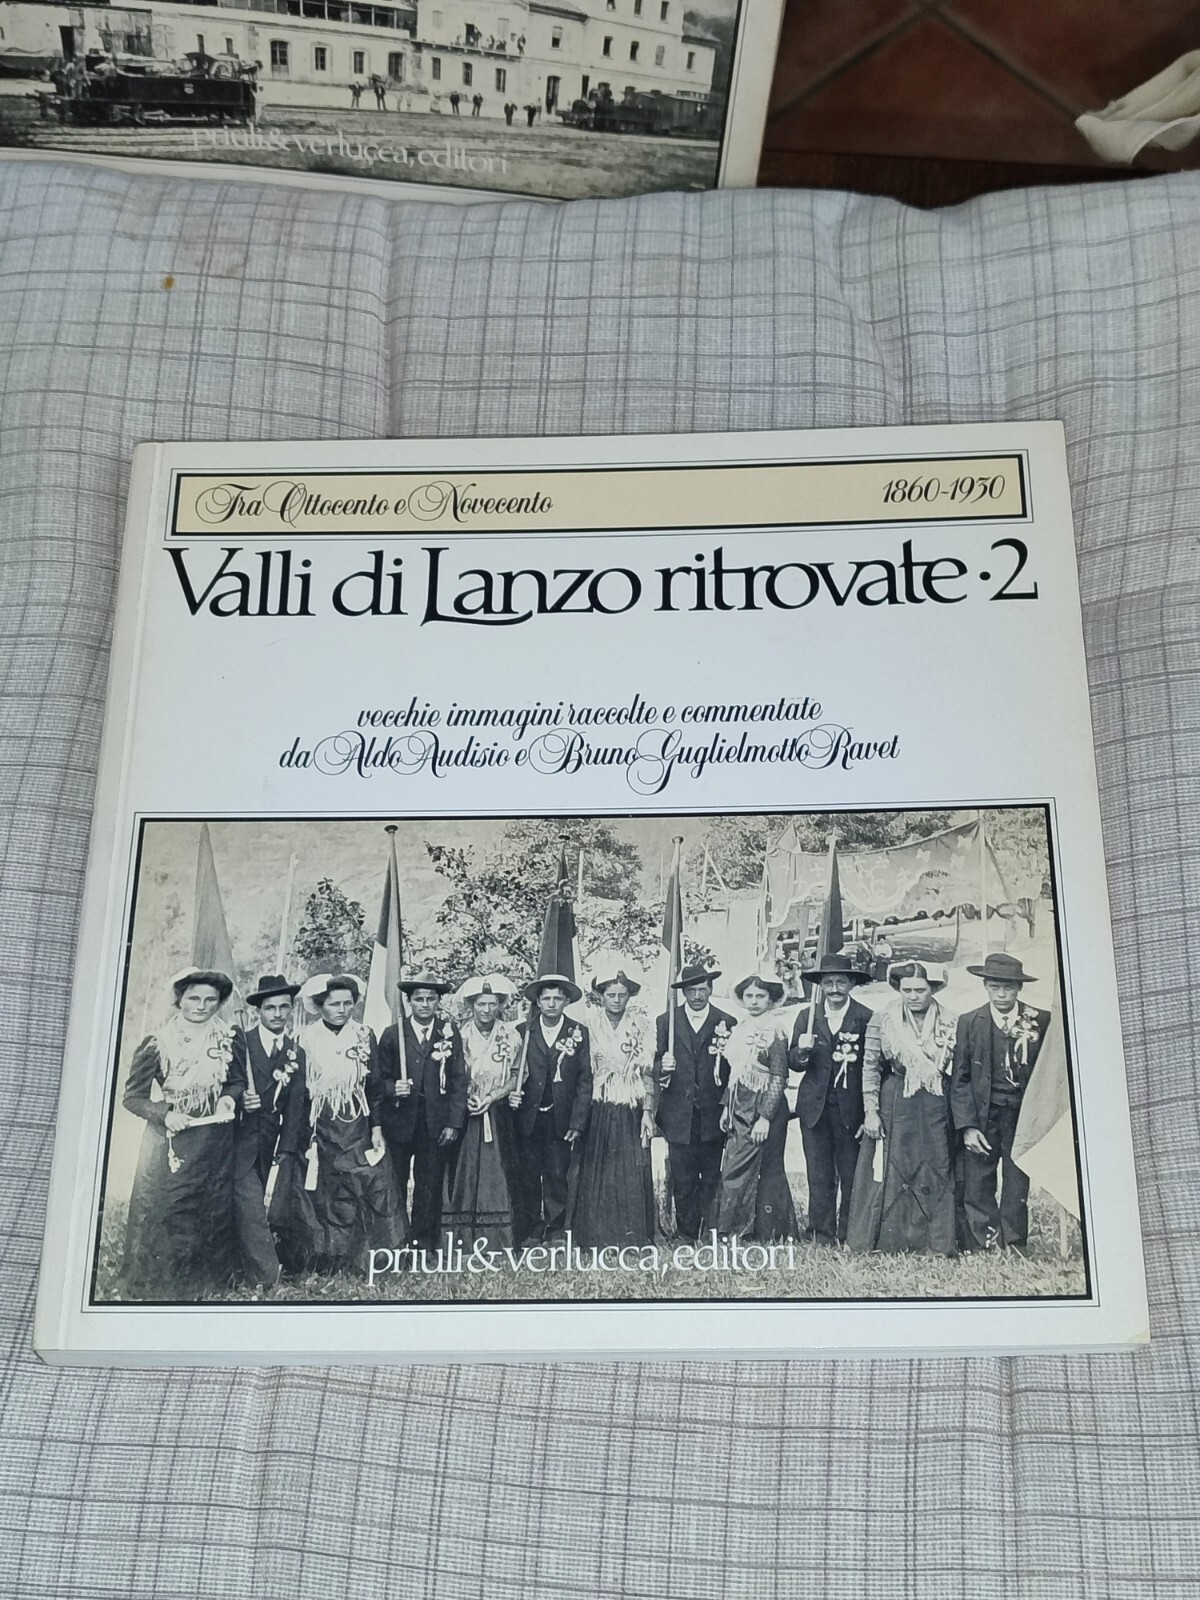 priuli&verlucca,editori
Tra Ottocento e Novecento 1860-1930
Valli di Lanzo ritrovate·2
vecchie immagini raccolte e commentate
da Aldo Audisio e Bruno Guglielmotto Ravet
priuli&verlucca,editori